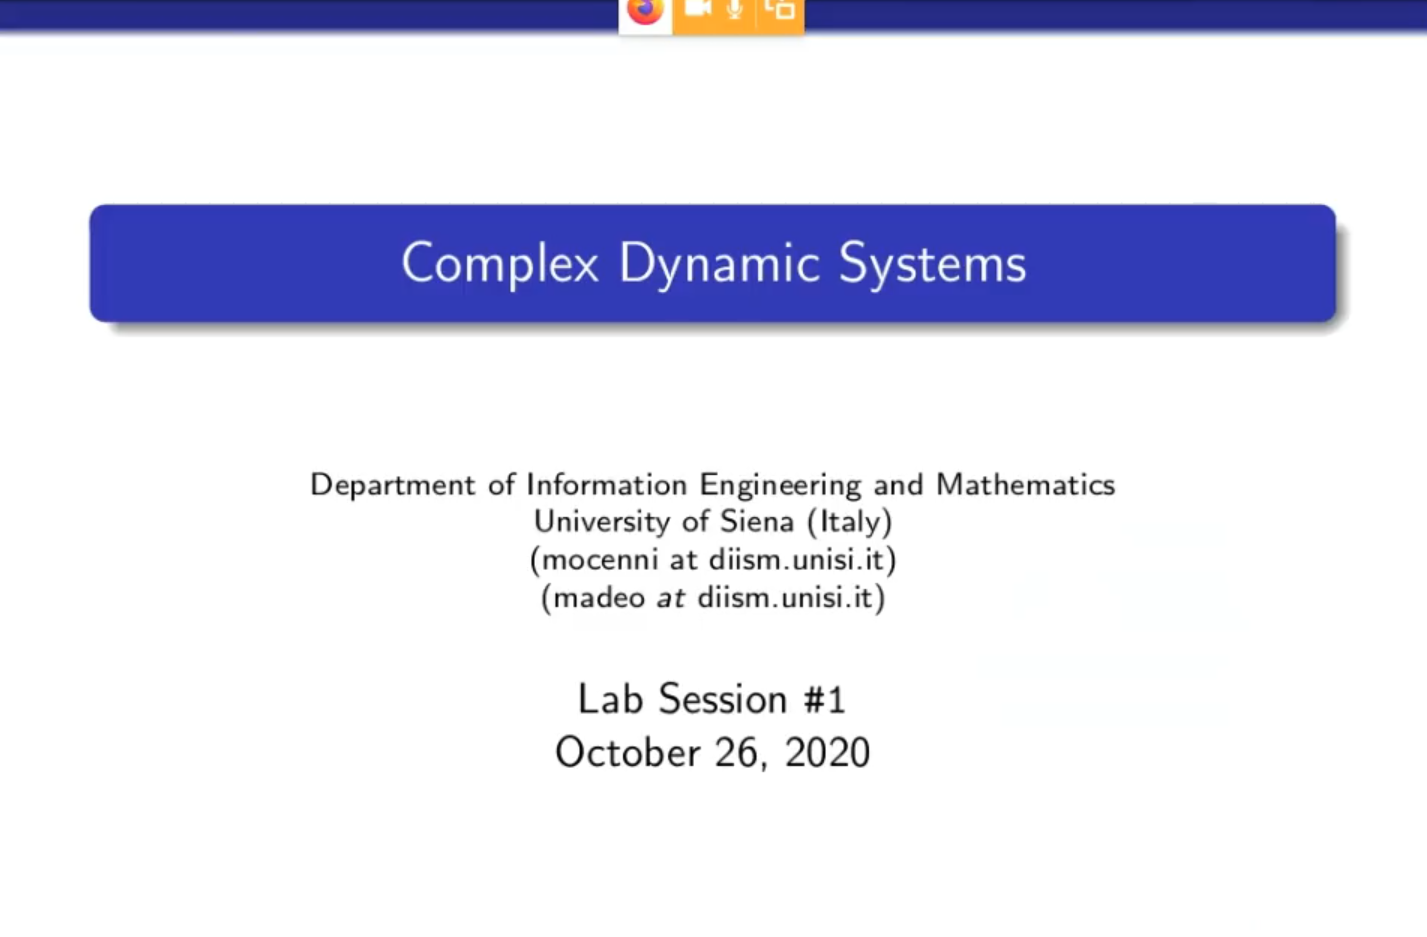 Complex Dynamic Systems
Department of Information Engineering and Mathematics
University of Siena (Italy)
(mocenni at diism.unisi.it)
(madeo at diism.unisi.it)
Lab Session #1
October 26, 2020